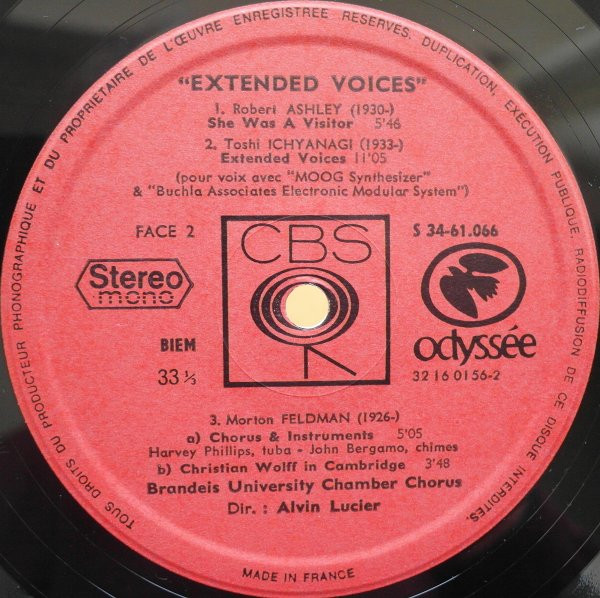 TOUS DROITS DU PRODUCTEUR PHONOGRAPHIQUE ET DU PROPRIETAIRE DE L'ŒUVRE ENREGISTREE RESERVES, DUPLICATION, EXECUTION PUBLIQUE, RADIODIFFUSION DE CE DISQUE INTERDITES.
"EXTENDED VOICES"
1. Robert ASHLEY (1930-)
She Was A Visitor 5'46
2. Toshi ICHYANAGI (1933-)
Extended Voices 11'05
(pour voix avec "MOOG Synthesizer"
& "Buchla Associates Electronic Modular System")
FACE 2
Stereo
mono
BIEM
33 ⅓
CBS
S 34-61.066
odyssée
32 16 0156-2
3. Morton FELDMAN (1926-)
a) Chorus & Instruments 5'05
Harvey Phillips, tuba - John Bergamo, chimes
b) Christian Wolff in Cambridge 3'48
Brandeis University Chamber Chorus
Dir. : Alvin Lucier
MADE IN FRANCE